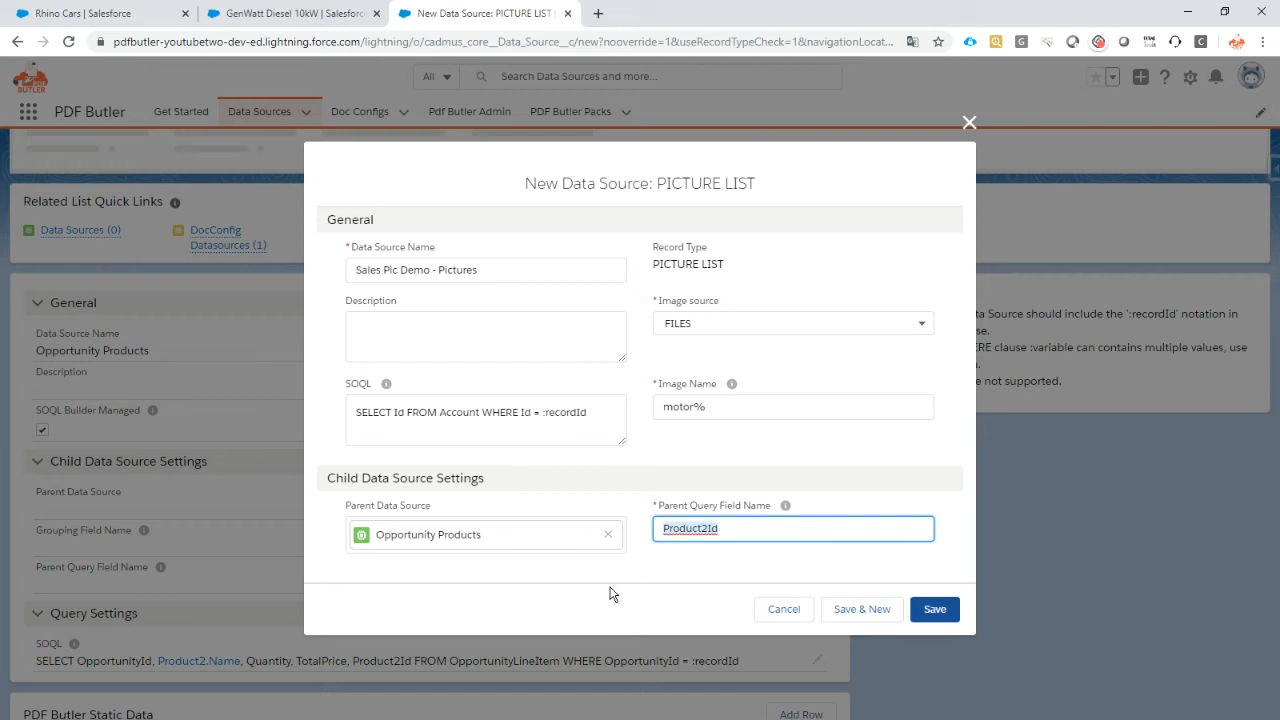 Rhino Cars | Salesforce
GenWatt Diesel 10kW | Salesforc
New Data Source: PICTURE LIST |
pdfbutler-youtubetwo-dev-ed.lightning.force.com/lightning/o/cadmus_core__Data_Source__c/new?nooverride=1&useRecordTypeCheck=1&navigationLocat...
PDF
BUTLER
All
Search Data Sources and more...
PDF Butler
Get Started
Data Sources
Doc Configs
Pdf Butler Admin
PDF Butler Packs
New Data Source: PICTURE LIST
Related List Quick Links
Data Sources (0)
DocConfig
Datasources (1)
General
Data Source Name
Opportunity Products
Description
SOQL Builder Managed
Child Data Source Settings
Parent Data Source
Grouping Field Name
Parent Query Field Name
Query Settings
SOQL
SELECT OpportunityId, Product2.Name, Quantity, TotalPrice, Product2Id FROM OpportunityLineItem WHERE OpportunityId = :recordId
PDF Butler Static Data
Add Row
General
* Data Source Name
Sales Pic Demo - Pictures
Record Type
PICTURE LIST
Description
* Image source
FILES
SOQL
SELECT Id FROM Account WHERE Id = :recordId
* Image Name
motor%
Child Data Source Settings
Parent Data Source
Opportunity Products
* Parent Query Field Name
Product2Id
Cancel
Save & New
Save
ta Source should include the ':recordId' notation in
se.
ERE clause :variable can contains multiple values, use
n.
e not supported.